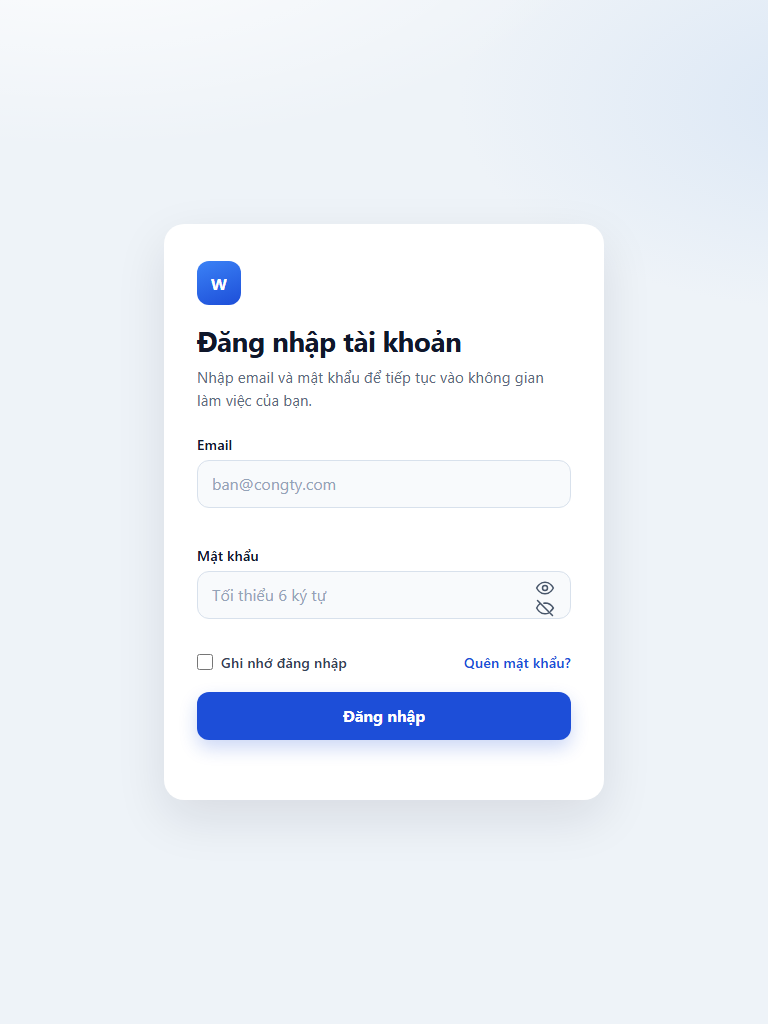 W
Đăng nhập tài khoản
Nhập email và mật khẩu để tiếp tục vào không gian
làm việc của bạn.
Email
ban@congty.com
Mật khẩu
Tối thiểu 6 ký tự
Ghi nhớ đăng nhập
Quên mật khẩu?
Đăng nhập